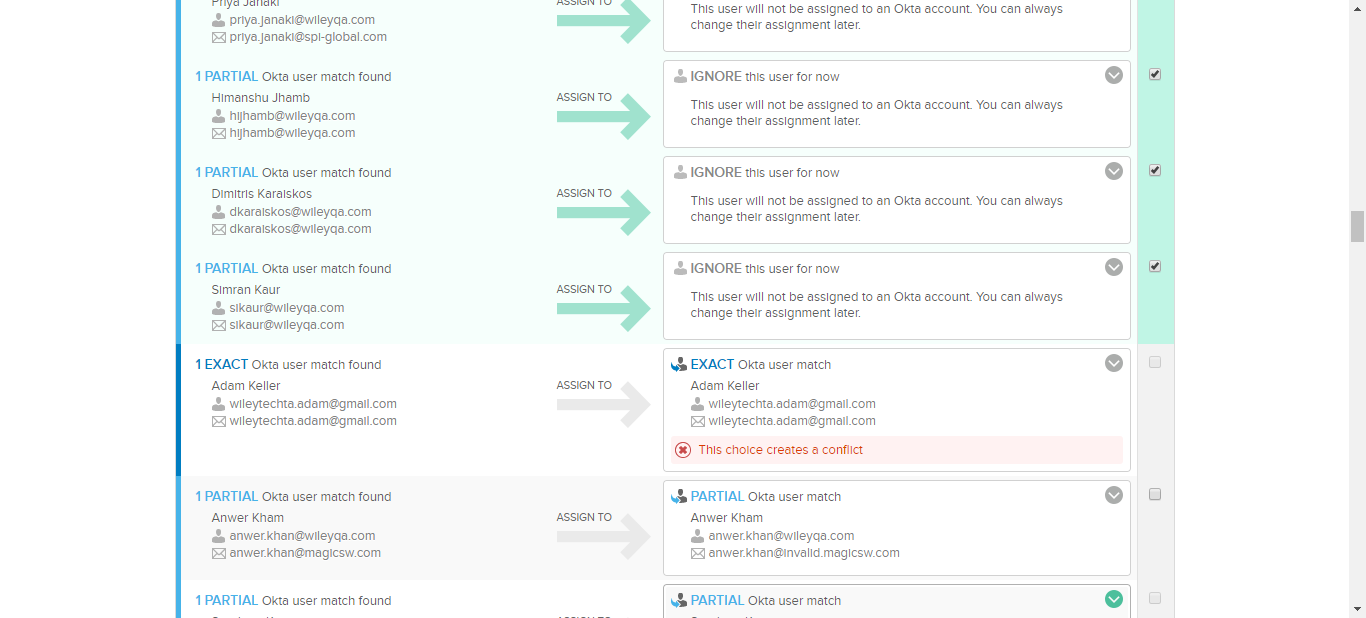 Priya Janaki
priya.janaki@wileyqa.com
priya.janaki@spi-global.com
ASSIGN TO
This user will not be assigned to an Okta account. You can always
change their assignment later.
1 PARTIAL Okta user match found
Himanshu Jhamb
hijhamb@wileyqa.com
hijhamb@wileyqa.com
ASSIGN TO
IGNORE this user for now
This user will not be assigned to an Okta account. You can always
change their assignment later.
1 PARTIAL Okta user match found
Dimitris Karaiskos
dkaraiskos@wileyqa.com
dkaraiskos@wileyqa.com
ASSIGN TO
IGNORE this user for now
This user will not be assigned to an Okta account. You can always
change their assignment later.
1 PARTIAL Okta user match found
Simran Kaur
sikaur@wileyqa.com
sikaur@wileyqa.com
ASSIGN TO
IGNORE this user for now
This user will not be assigned to an Okta account. You can always
change their assignment later.
1 EXACT Okta user match found
Adam Keller
wileytechta.adam@gmail.com
wileytechta.adam@gmail.com
ASSIGN TO
EXACT Okta user match
Adam Keller
wileytechta.adam@gmail.com
wileytechta.adam@gmail.com
This choice creates a conflict
1 PARTIAL Okta user match found
Anwer Kham
anwer.khan@wileyqa.com
anwer.khan@magicsw.com
ASSIGN TO
PARTIAL Okta user match
Anwer Kham
anwer.khan@wileyqa.com
anwer.khan@invalid.magicsw.com
1 PARTIAL Okta user match found
PARTIAL Okta user match